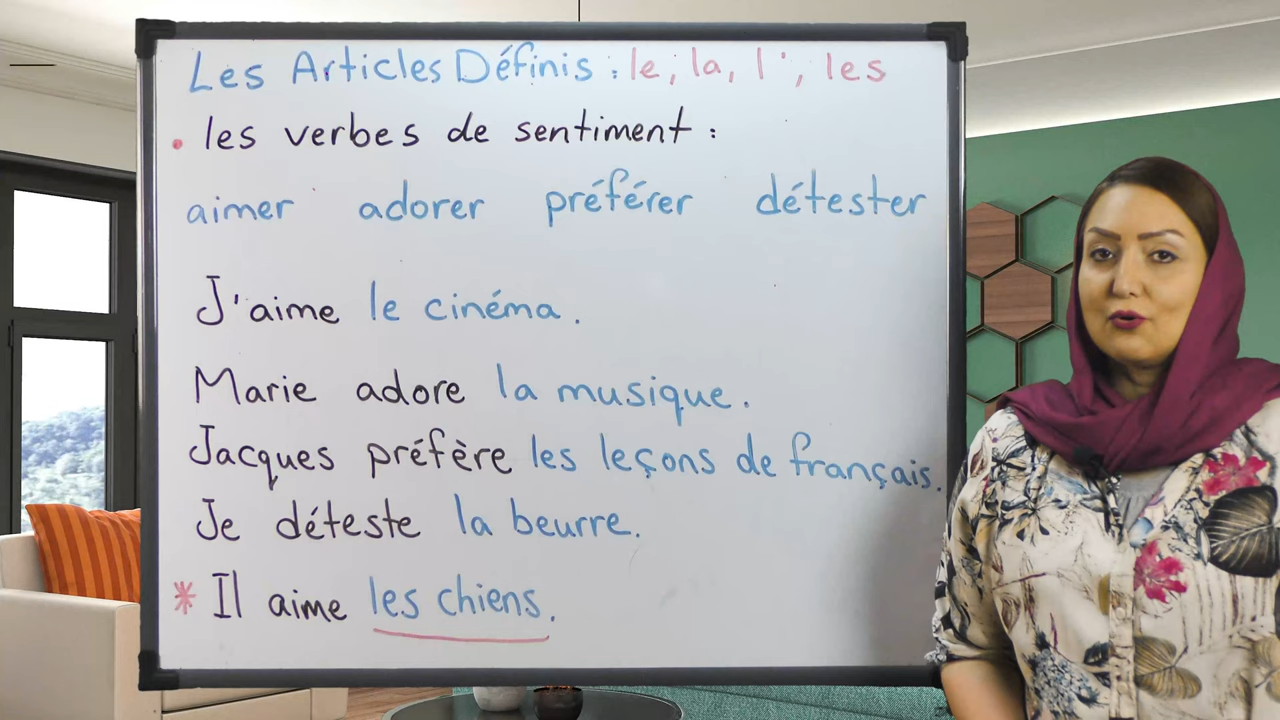 Les Articles Définis : le, la, l', les
• les verbes de sentiment :
aimer adorer préférer détester
J'aime le cinéma.
Marie adore la musique.
Jacques préfère les leçons de français.
Je déteste la beurre.
* Il aime les chiens.